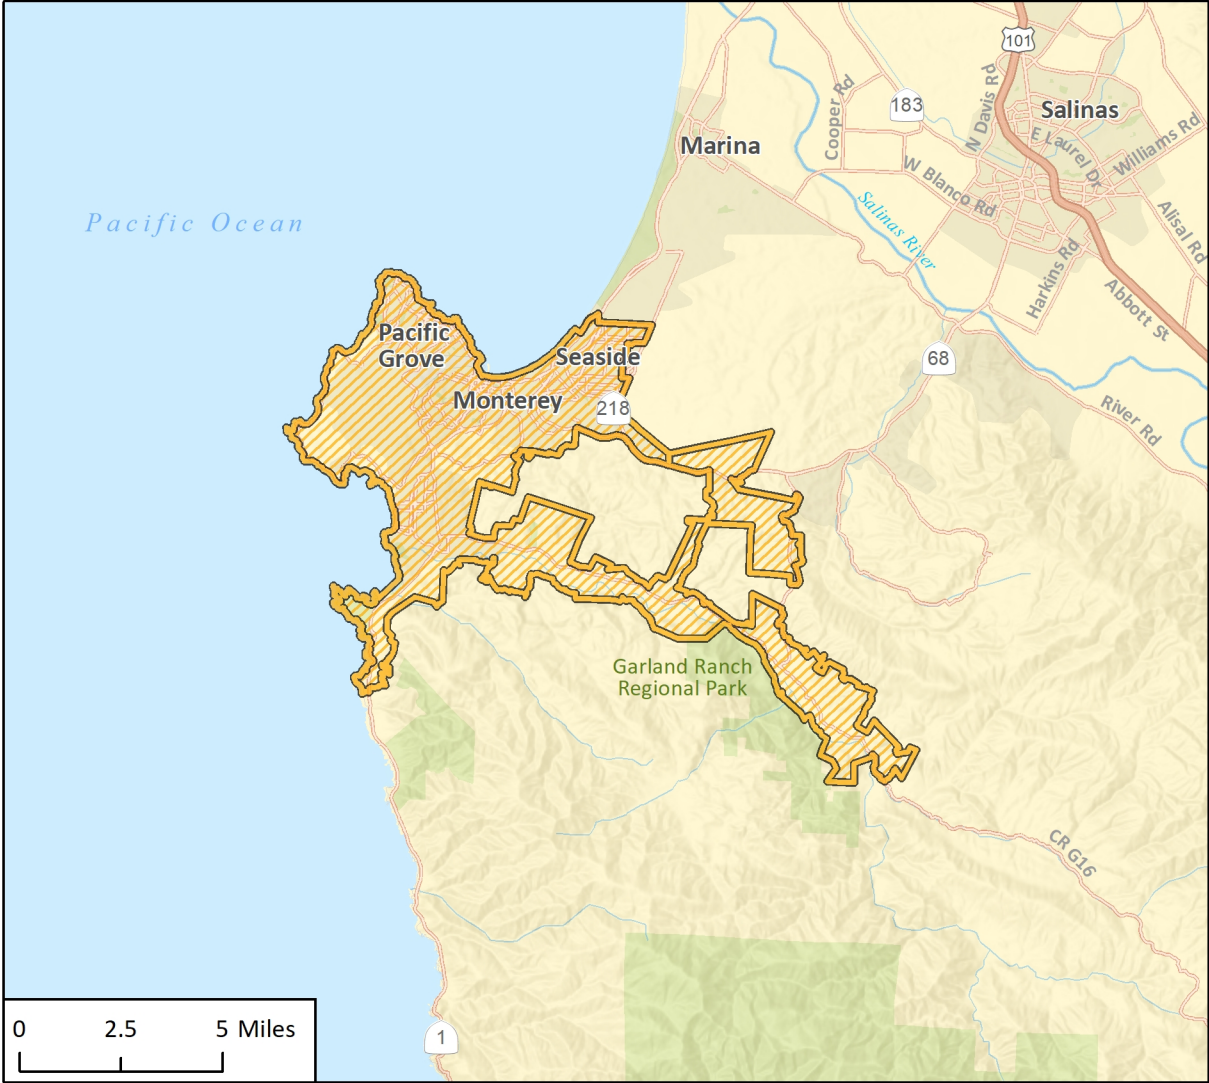 101
Salinas
183
N Davis Rd
Cooper Rd
E Laurel Dr
Williams Rd
Marina
W Blanco Rd
Salinas River
Alisal Rd
Pacific Ocean
Harkins Rd
Abbott St
Pacific
Grove
Seaside
68
Monterey
218
River Rd
Garland Ranch
Regional Park
CR G16
0 2.5 5 Miles
1